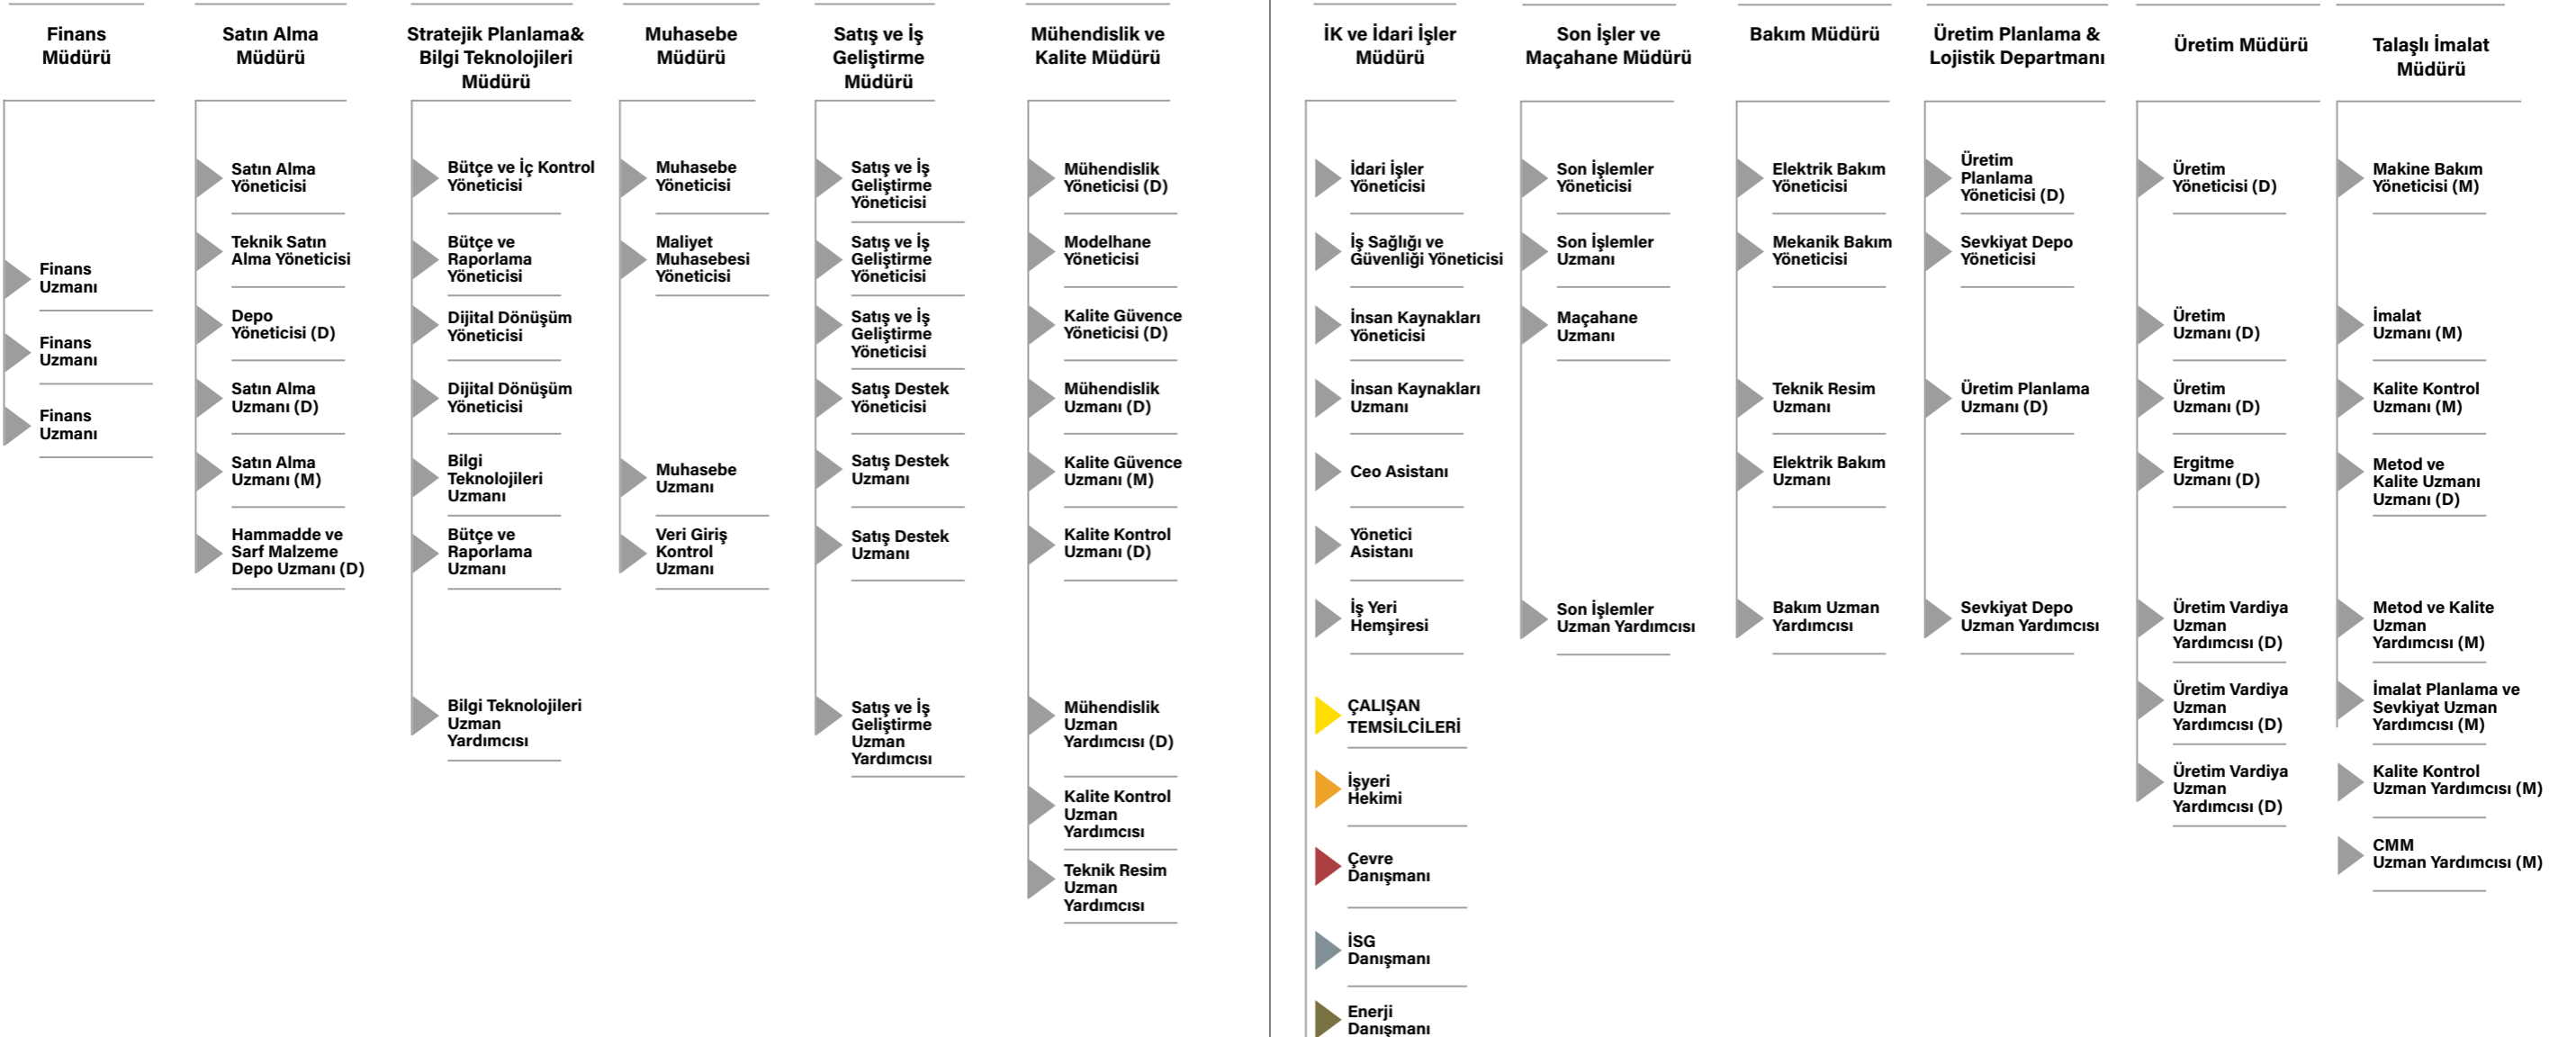 Finans
Müdürü
Finans
Uzmanı
Finans
Uzmanı
Finans
Uzmanı
Satın Alma
Müdürü
Satın Alma
Yöneticisi
Teknik Satın
Alma Yöneticisi
Depo
Yöneticisi (D)
Satın Alma
Uzmanı (D)
Satın Alma
Uzmanı (M)
Hammadde ve
Sarf Malzeme
Depo Uzmanı (D)
Stratejik Planlama&
Bilgi Teknolojileri
Müdürü
Bütçe ve İç Kontrol
Yöneticisi
Bütçe ve
Raporlama
Yöneticisi
Dijital Dönüşüm
Yöneticisi
Dijital Dönüşüm
Yöneticisi
Bilgi
Teknolojileri
Uzmanı
Bütçe ve
Raporlama
Uzmanı
Bilgi Teknolojileri
Uzman
Yardımcısı
Muhasebe
Müdürü
Muhasebe
Yöneticisi
Maliyet
Muhasebesi
Yöneticisi
Muhasebe
Uzmanı
Veri Giriş
Kontrol
Uzmanı
Satış ve İş
Geliştirme
Müdürü
Satış ve İş
Geliştirme
Yöneticisi
Satış ve İş
Geliştirme
Yöneticisi
Satış ve İş
Geliştirme
Yöneticisi
Satış Destek
Yöneticisi
Satış Destek
Uzmanı
Satış Destek
Uzmanı
Satış ve İş
Geliştirme
Uzman
Yardımcısı
Mühendislik ve
Kalite Müdürü
Mühendislik
Yöneticisi (D)
Modelhane
Yöneticisi
Kalite Güvence
Yöneticisi (D)
Mühendislik
Uzmanı (D)
Kalite Güvence
Uzmanı (M)
Kalite Kontrol
Uzmanı (D)
Mühendislik
Uzman
Yardımcısı (D)
Kalite Kontrol
Uzman
Yardımcısı
Teknik Resim
Uzman
Yardımcısı
İK ve İdari İşler
Müdürü
İdari İşler
Yöneticisi
İş Sağlığı ve
Güvenliği Yöneticisi
İnsan Kaynakları
Yöneticisi
İnsan Kaynakları
Uzmanı
Ceo Asistanı
Yönetici
Asistanı
İş Yeri
Hemşiresi
ÇALIŞAN
TEMSİLCİLERİ
İşyeri
Hekimi
Çevre
Danışmanı
İSG
Danışmanı
Enerji
Danışmanı
Son İşler ve
Maçahane Müdürü
Son İşlemler
Yöneticisi
Son İşlemler
Uzmanı
Maçahane
Uzmanı
Son İşlemler
Uzman Yardımcısı
Bakım Müdürü
Elektrik Bakım
Yöneticisi
Mekanik Bakım
Yöneticisi
Teknik Resim
Uzmanı
Elektrik Bakım
Uzmanı
Bakım Uzman
Yardımcısı
Üretim Planlama &
Lojistik Departmanı
Üretim
Planlama
Yöneticisi (D)
Sevkiyat Depo
Yöneticisi
Üretim Planlama
Uzmanı (D)
Sevkiyat Depo
Uzman Yardımcısı
Üretim Müdürü
Üretim
Yöneticisi (D)
Üretim
Uzmanı (D)
Üretim
Uzmanı (D)
Ergitme
Uzmanı (D)
Üretim Vardiya
Uzman
Yardımcısı (D)
Üretim Vardiya
Uzman
Yardımcısı (D)
Üretim Vardiya
Uzman
Yardımcısı (D)
Talaşlı İmalat
Müdürü
Makine Bakım
Yöneticisi (M)
İmalat
Uzmanı (M)
Kalite Kontrol
Uzmanı (M)
Metod ve
Kalite Uzmanı
Uzmanı (D)
Metod ve Kalite
Uzman
Yardımcısı (M)
İmalat Planlama ve
Sevkiyat Uzman
Yardımcısı (M)
Kalite Kontrol
Uzman Yardımcısı (M)
CMM
Uzman Yardımcısı (M)